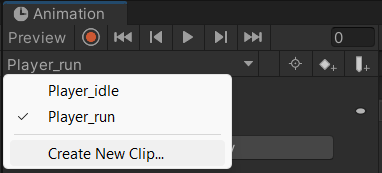 Animation
Preview 0
Player_run
Player_idle
Player_run
Create New Clip...
y